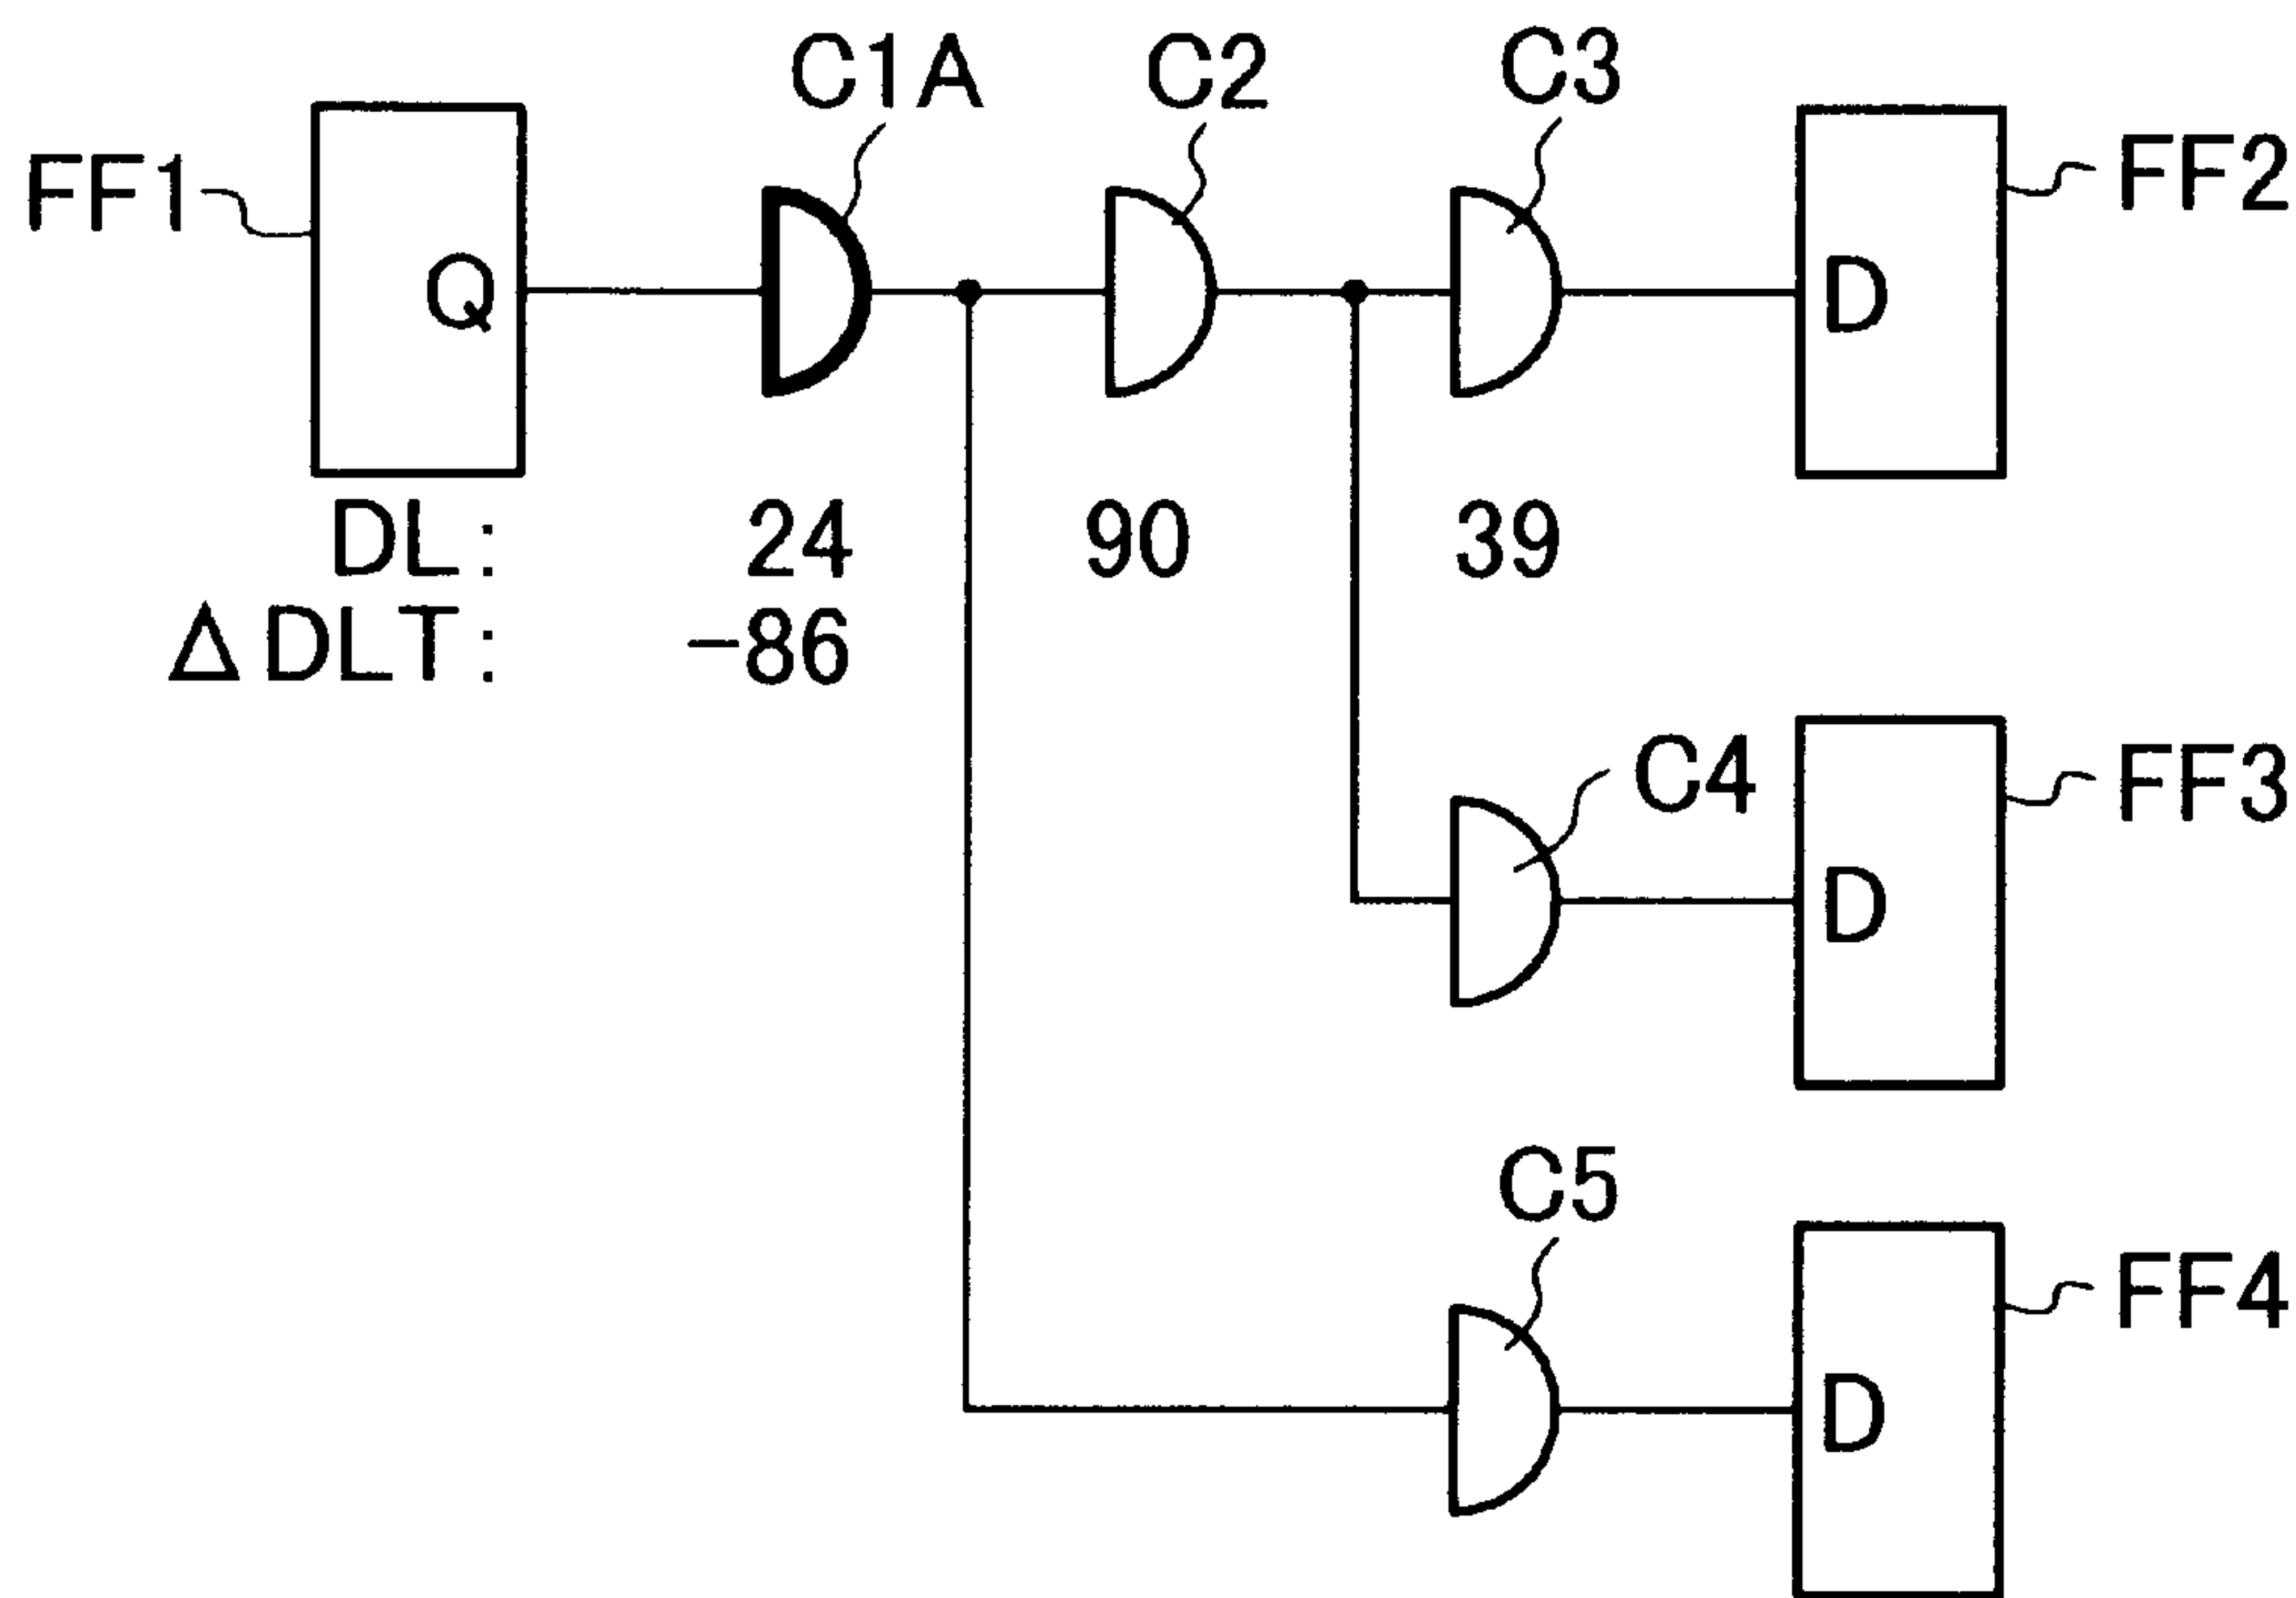 C1A C2 C3
FF1 FF2
Q D
DL: 24 90 39
ΔDLT: -86
C4 FF3
D
C5
FF4
D